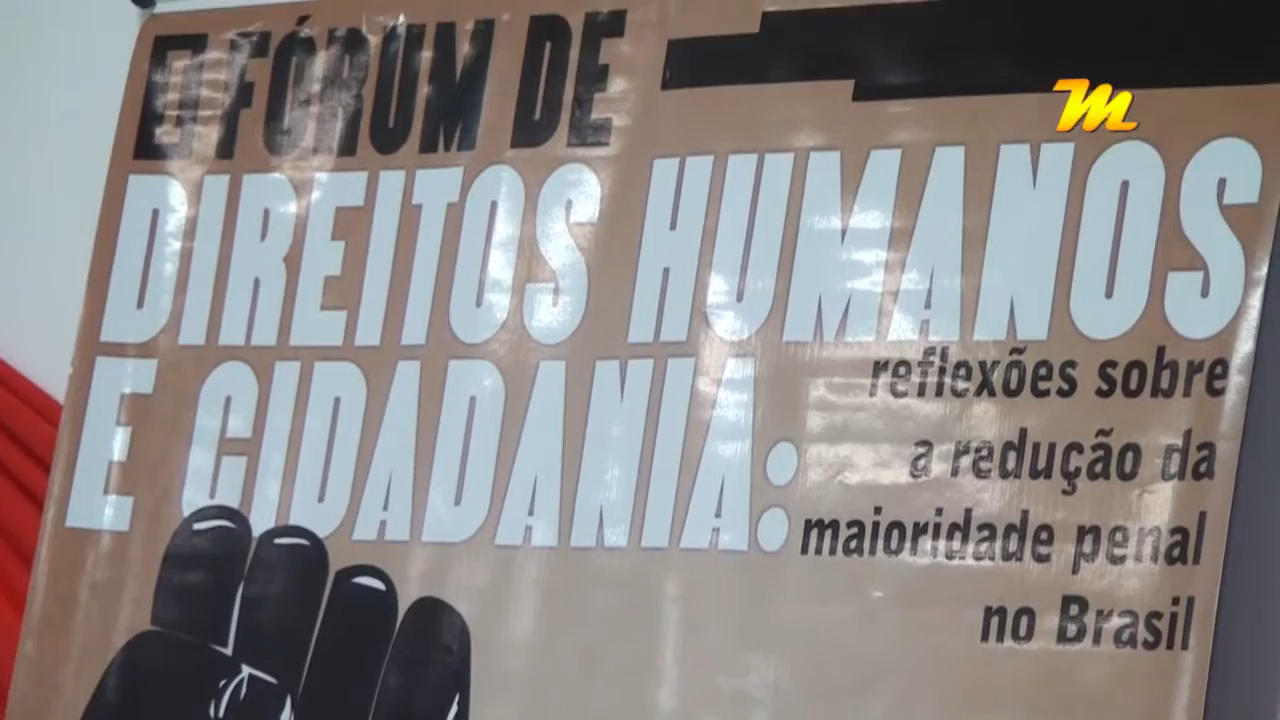 FÓRUM DE
DIREITOS HUMANOS
E CIDADANIA:
reflexões sobre
a redução da
maioridade penal
no Brasil